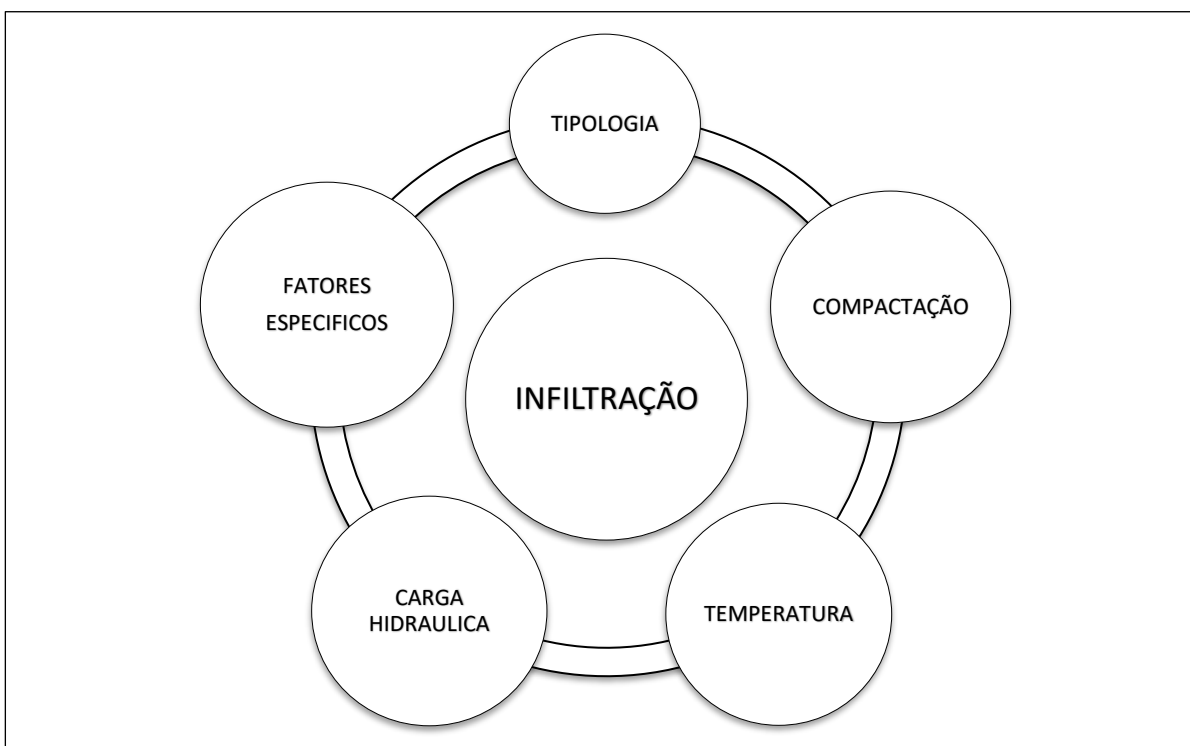 TIPOLOGIA
COMPACTAÇÃO
TEMPERATURA
CARGA
HIDRAULICA
FATORES
ESPECIFICOS
INFILTRAÇÃO